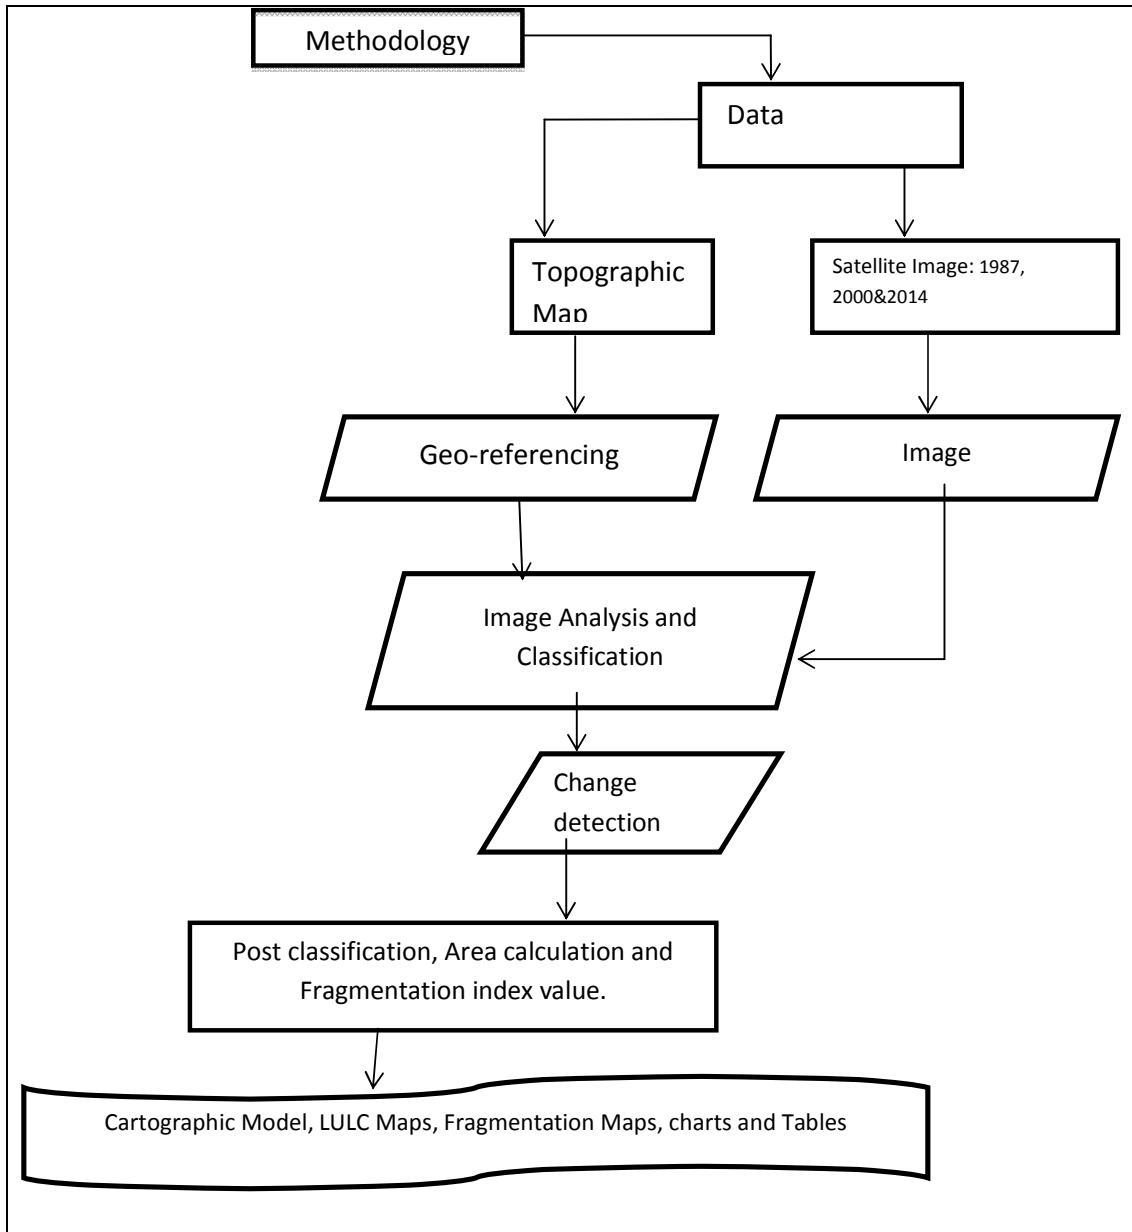 Methodology
Data
Topographic
Map
Satellite Image: 1987,
2000&2014
Geo-referencing
Image
Image Analysis and
Classification
Change
detection
Post classification, Area calculation and
Fragmentation index value.
Cartographic Model, LULC Maps, Fragmentation Maps, charts and Tables